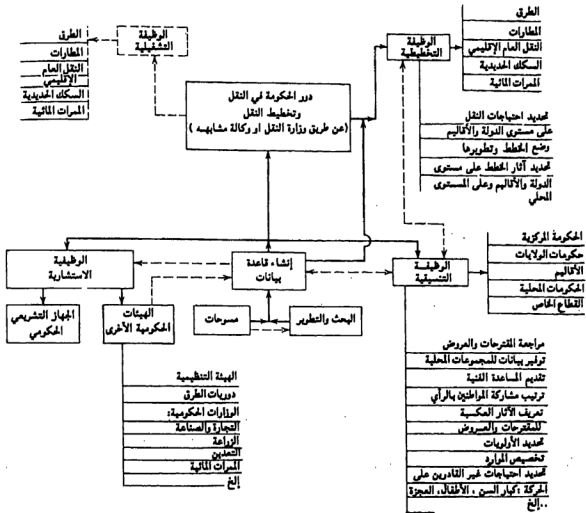 الطرق
المطارات
النقل العام الإقليمي
السكك الحديدية
الممرات المائية
الوظيفة
التخطيطية
الوظيفة
التشغيلية
الطرق
المطارات
النقل العام
الإقليمي
السكك الحديدية
الممرات المائية
دور الحكومة في النقل
وتخطيط النقل
(عن طريق وزارة النقل او وكالة مشابهه)
تحديد احتياجات النقل
على مستوى الدولة والأقاليم
وضع الخطط وتطويرها
تحديد آثار الخطط على مستوى
الدولة والأقاليم وعلى المستوى
المحلي
الوظيفية
الاستشارية
إنشاء قاعدة
بيانات
الوظيفة
التنسيقية
الحكومة المركزية
حكومات الولايات
الأقاليم
الحكومات المحلية
القطاع الخاص
الجهاز التشريعي
الحكومي
الهيئات
الحكومية الأخرى
مسوحات
البحث والتطوير
الهيئة التنظيمية
دوريات الطرق
الوزارات الحكومية:
التجارة والصناعة
الزراعة
التعدين
الممرات المائية
إلخ
مراجعة المقترحات والعروض
توفير بيانات للمجموعات المحلية
تقديم المساعدة الفنية
ترتيب مشاركة المواطنين بالرأي
تعريف الآثار العكسية
للمقترحات والعروض
تحديد الأولويات
تخصيص الموارد
تحديد احتياجات غير القادرين على
الحركة :كبار السن ، الأطفال، العجزة
..إلخ